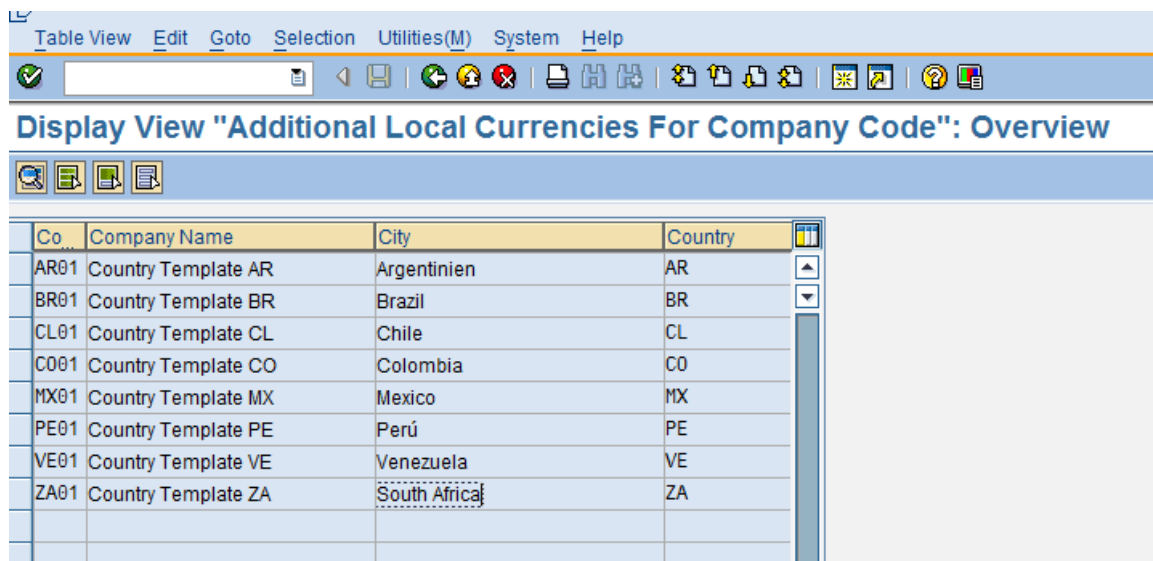 Table View Edit Goto Selection Utilities(M) System Help
Display View "Additional Local Currencies For Company Code": Overview
Co... Company Name City Country
AR01 Country Template AR Argentinien AR
BR01 Country Template BR Brazil BR
CL01 Country Template CL Chile CL
CO01 Country Template CO Colombia CO
MX01 Country Template MX Mexico MX
PE01 Country Template PE Perú PE
VE01 Country Template VE Venezuela VE
ZA01 Country Template ZA South Africa ZA